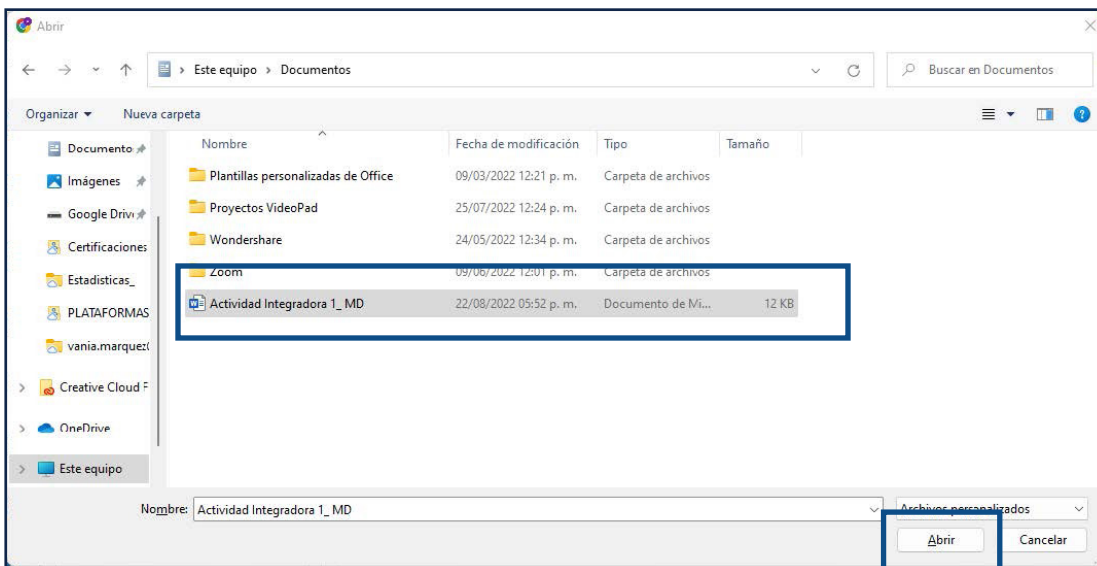 Abrir
Este equipo > Documentos
Buscar en Documentos
Organizar
Nueva carpeta
Nombre Fecha de modificación Tipo Tamaño
Documento
Imágenes
Google Driv
Certificaciones
Estadisticas_
PLATAFORMAS
vania.marquez
Creative Cloud F
OneDrive
Este equipo
Plantillas personalizadas de Office 09/03/2022 12:21 p. m. Carpeta de archivos
Proyectos VideoPad 25/07/2022 12:24 p. m. Carpeta de archivos
Wondershare 24/05/2022 12:34 p. m. Carpeta de archivos
Zoom 09/06/2022 12:01 p. m. Carpeta de archivos
Actividad Integradora 1_ MD 22/08/2022 05:52 p. m. Documento de Mi... 12 KB
Nombre: Actividad Integradora 1_ MD
Archivos personalizados
Abrir
Cancelar